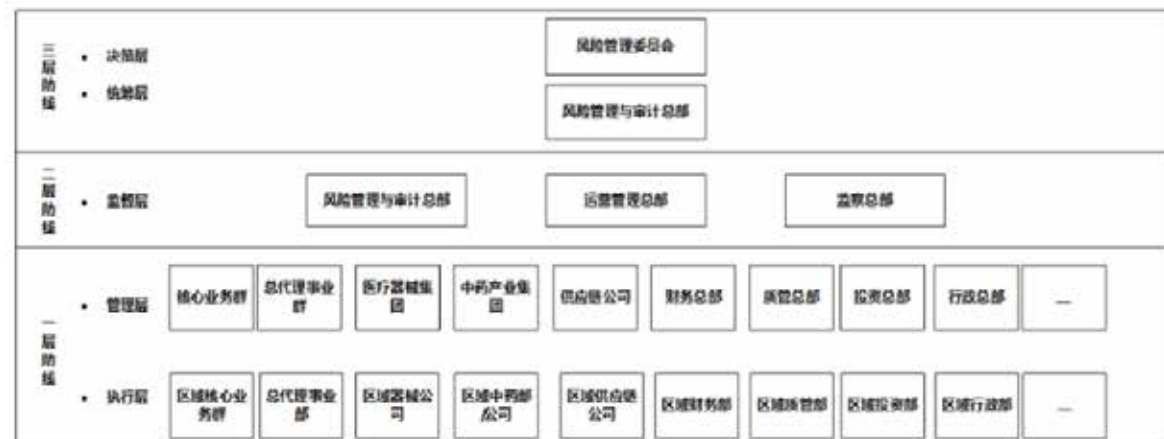 三层防线
• 决策层
• 统筹层
风险管理委员会
风险管理与审计总部
二层防线
• 监督层
风险管理与审计总部
运营管理总部
监察总部
一层防线
• 管理层
核心业务群
总代理事业
群
医疗器械集
团
中药产业集
团
供应链公司
财务总部
质管总部
投资总部
行政总部
...
• 执行层
区域核心业
务群
总代理事业
部
区域器械公
司
区域中药部
/公司
区域供应链
公司
区域财务部
区域质管部
区域投资部
区域行政部
...